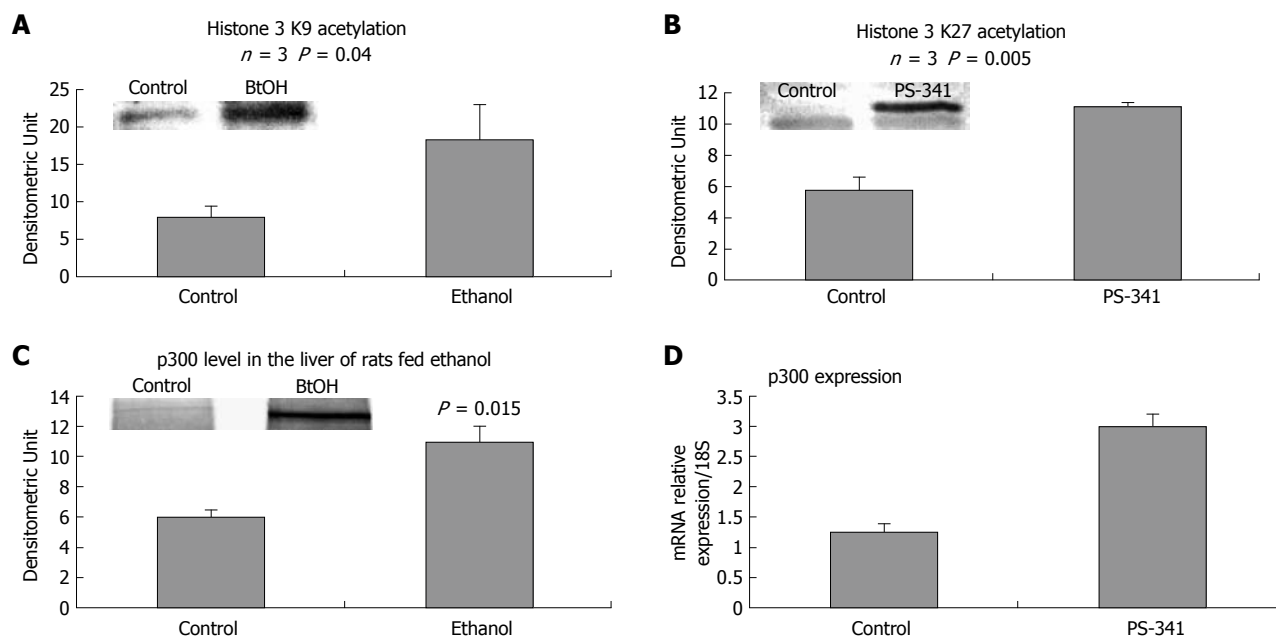 A
Histone 3 K9 acetylation
n = 3 P = 0.04
Control BtOH
Densitometric Unit
25
20
15
10
5
0
Control Ethanol
B
Histone 3 K27 acetylation
n = 3 P = 0.005
Control PS-341
Densitometric Unit
12
10
8
6
4
2
0
Control PS-341
C
p300 level in the liver of rats fed ethanol
Control BtOH
P = 0.015
Densitometric Unit
14
12
10
8
6
4
2
0
Control Ethanol
D
p300 expression
mRNA relative
expression/18S
3.5
3
2.5
2
1.5
1
0.5
0
Control PS-341